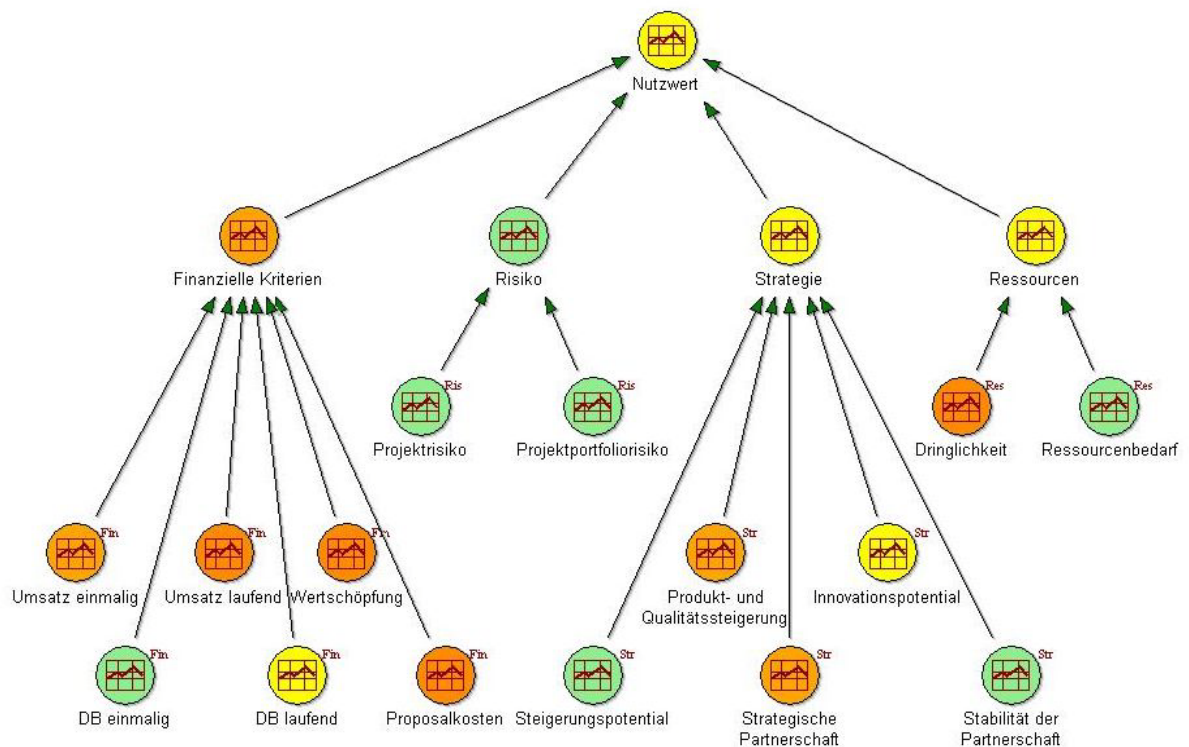 Nutzwert
Finanzielle Kriterien
Risiko
Strategie
Ressourcen
Ris
Ris
Res
Res
Projektrisiko
Projektportfoliorisiko
Dringlichkeit
Ressourcenbedarf
Fin
Fin
Fin
Str
Str
Umsatz einmalig
Umsatz laufend
Wertschöpfung
Produkt- und
Qualitätssteigerung
Innovationspotential
Fin
Fin
Fin
Str
Str
Str
DB einmalig
DB laufend
Proposalkosten
Steigerungspotential
Strategische
Partnerschaft
Stabilität der
Partnerschaft